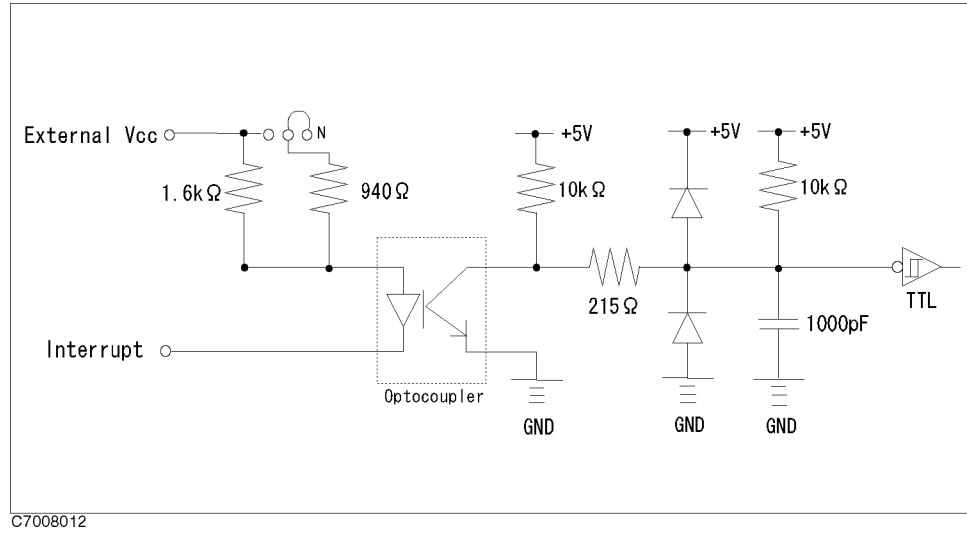 External Vcc
N
+5V
+5V
+5V
1.6kΩ
940Ω
10kΩ
10kΩ
215Ω
TTL
1000pF
Interrupt
Optocoupler
GND
GND
GND
C7008012